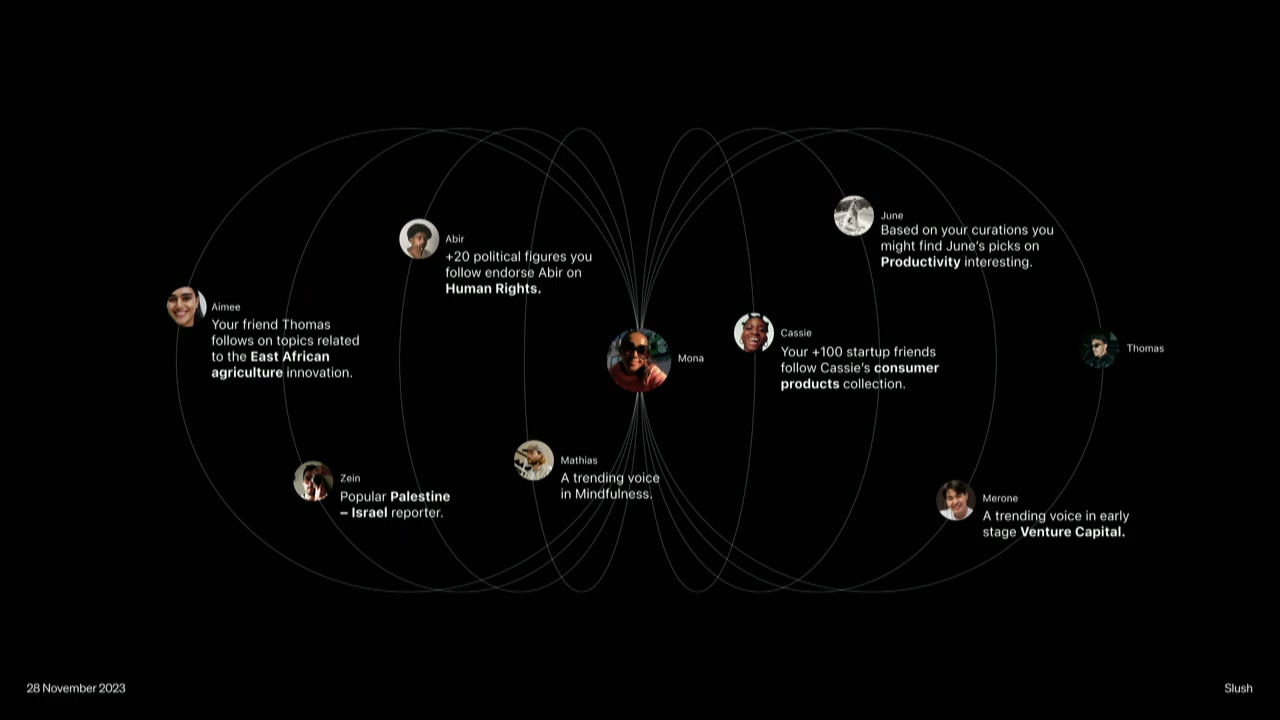 June
Based on your curations you
might find June's picks on
Productivity interesting.
Abir
+20 political figures you
follow endorse Abir on
Human Rights.
Aimee
Your friend Thomas
follows on topics related
to the East African
agriculture innovation.
Cassie
Your +100 startup friends
follow Cassie's consumer
products collection.
Mona
Thomas
Mathias
A trending voice
in Mindfulness.
Zein
Popular Palestine
– Israel reporter.
Merone
A trending voice in early
stage Venture Capital.
28 November 2023
Slush